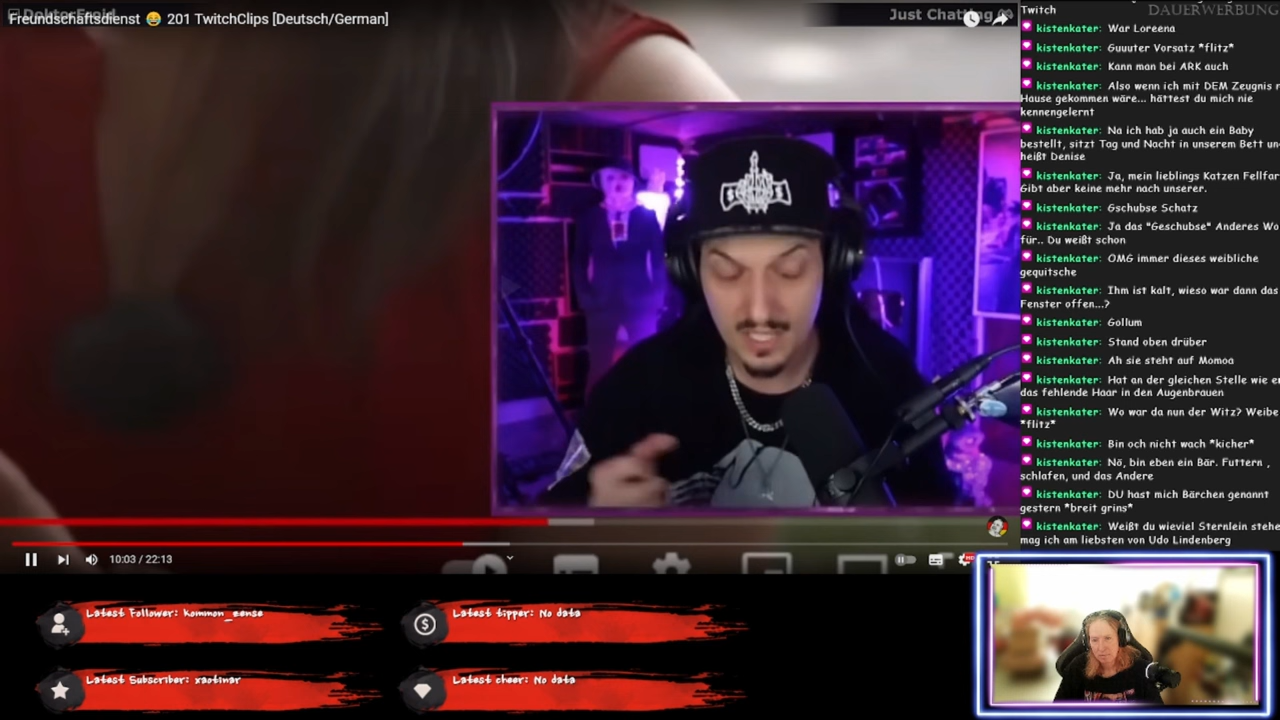 Freundschaftsdienst 😂 201 TwitchClips [Deutsch/German]
DoktorFroid
Just Chatting
DAUERWERBUNG
Twitch
kistenkater: War Loreena
kistenkater: Guuuter Vorsatz *flitz*
kistenkater: Kann man bei ARK auch
kistenkater: Also wenn ich mit DEM Zeugnis
Hause gekommen wäre... hättest du mich nie
kennengelernt
kistenkater: Na ich hab ja auch ein Baby
bestellt, sitzt Tag und Nacht in unserem Bett un
heißt Denise
kistenkater: Ja, mein lieblings Katzen Fellfar
Gibt aber keine mehr nach unserer.
kistenkater: Gschubse Schatz
kistenkater: Ja das "Geschubse" Anderes Wo
für.. Du weißt schon
kistenkater: OMG immer dieses weibliche
gequitsche
kistenkater: Ihm ist kalt, wieso war dann das
Fenster offen...?
kistenkater: Gollum
kistenkater: Stand oben drüber
kistenkater: Ah sie steht auf Momoa
kistenkater: Hat an der gleichen Stelle wie e
das fehlende Haar in den Augenbrauen
kistenkater: Wo war da nun der Witz? Weibe
*flitz*
kistenkater: Bin och nicht wach *kicher*
kistenkater: Nö, bin eben ein Bär. Futtern ,
schlafen, und das Andere
kistenkater: DU hast mich Bärchen genannt
gestern *breit grins*
kistenkater: Weißt du wieviel Sternlein stehe
mag ich am liebsten von Udo Lindenberg
10:03 / 22:13
Latest Follower: kommon_zense
Latest tipper: No data
Latest Subscriber: xaotinar
Latest cheer: No data